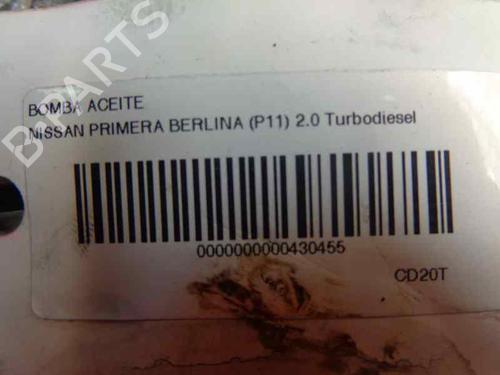 BOMBA ACEITE
NISSAN PRIMERA BERLINA (P11) 2.0 Turbodiesel
0000000000430455
CD20T
BPARTS